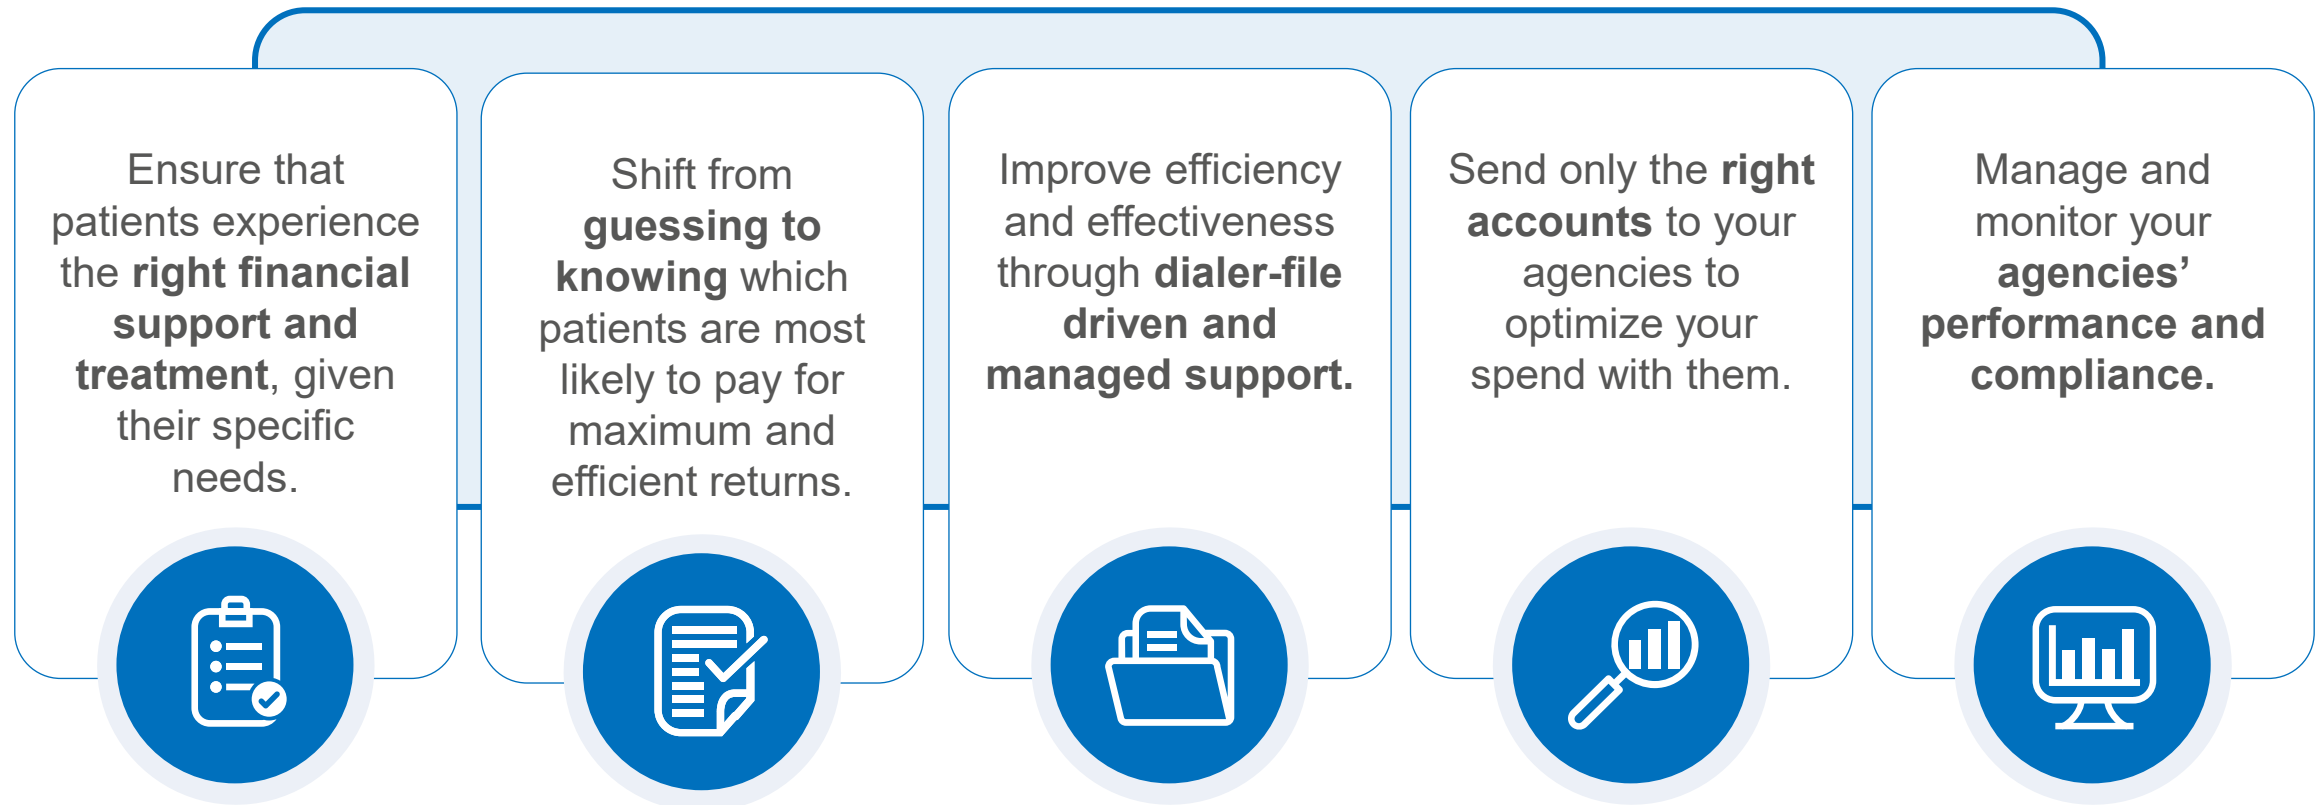 Ensure that
patients experience
the right financial
support and
treatment, given
their specific
needs.
Shift from
guessing to
knowing which
patients are most
likely to pay for
maximum and
efficient returns.
Improve efficiency
and effectiveness
through dialer-file
driven and
managed support.
Send only the right
accounts to your
agencies to
optimize your
spend with them.
Manage and
monitor your
agencies’
performance and
compliance.